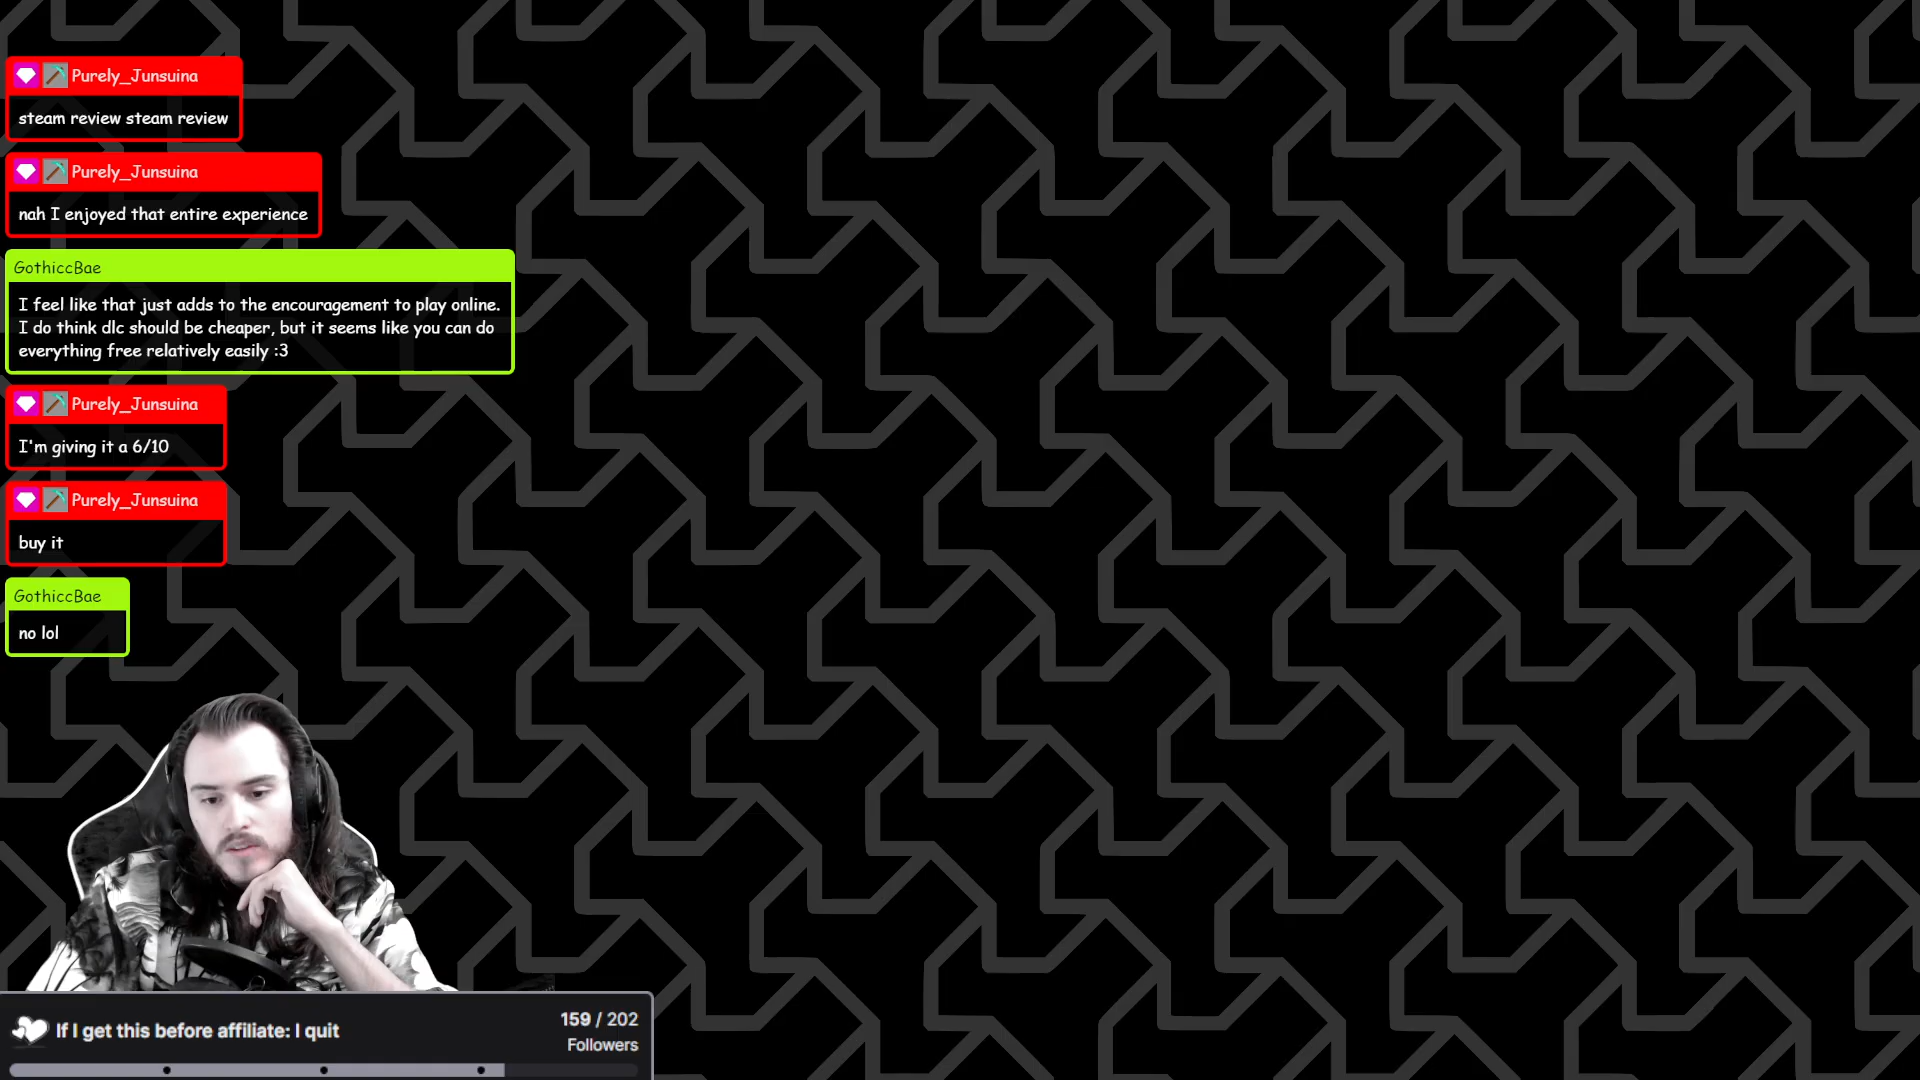 Purely_Junsuina
steam review steam review
Purely_Junsuina
nah I enjoyed that entire experience
GothiccBae
I feel like that just adds to the encouragement to play online.
I do think dlc should be cheaper, but it seems like you can do
everything free relatively easily :3
Purely_Junsuina
I'm giving it a 6/10
Purely_Junsuina
buy it
GothiccBae
no lol
If I get this before affiliate: I quit
159 / 202
Followers